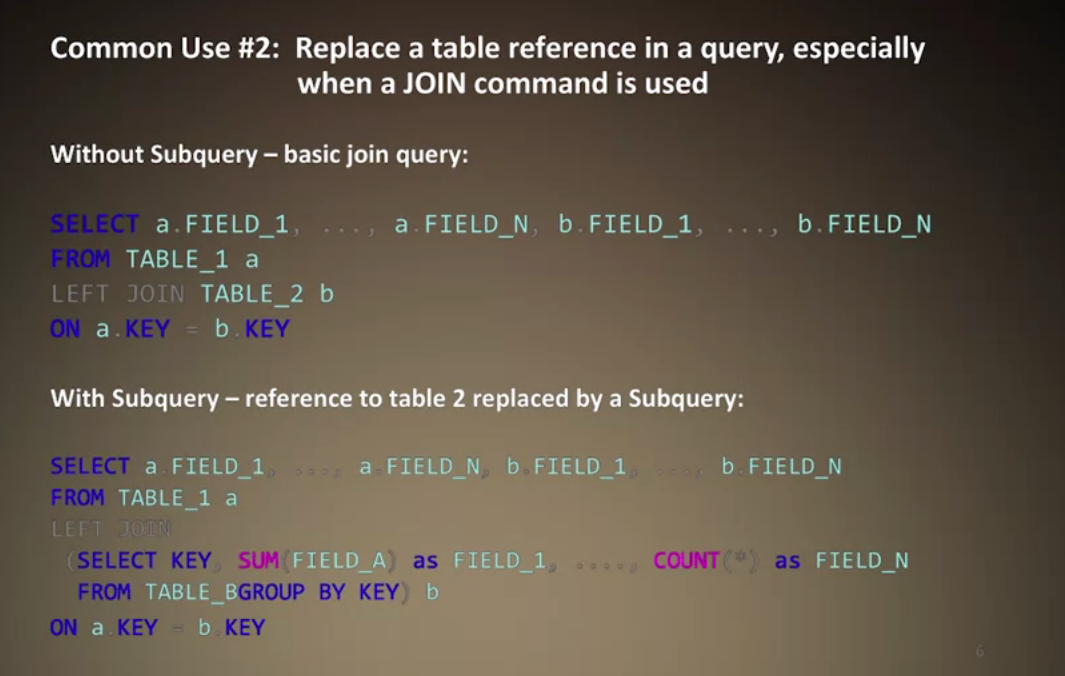 Common Use #2: Replace a table reference in a query, especially
when a JOIN command is used
Without Subquery – basic join query:
SELECT a.FIELD_1, ..., a.FIELD_N, b.FIELD_1, ..., b.FIELD_N
FROM TABLE_1 a
LEFT JOIN TABLE_2 b
ON a.KEY = b.KEY
With Subquery – reference to table 2 replaced by a Subquery:
SELECT a.FIELD_1, ..., a.FIELD_N, b.FIELD_1, ..., b.FIELD_N
FROM TABLE_1 a
LEFT JOIN
(SELECT KEY, SUM(FIELD_A) as FIELD_1, ...., COUNT(*) as FIELD_N
FROM TABLE_BGROUP BY KEY) b
ON a.KEY = b.KEY
6